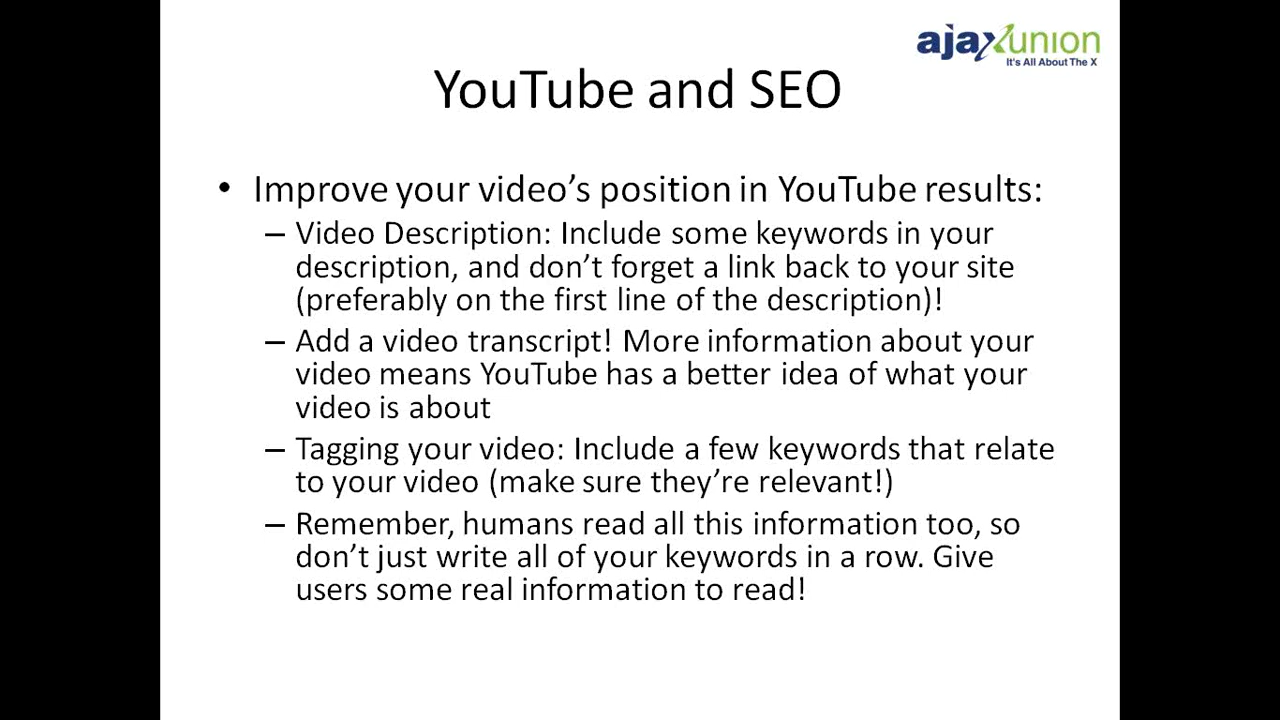 ajaxunion
It's All About The X
YouTube and SEO
• Improve your video's position in YouTube results:
– Video Description: Include some keywords in your
description, and don't forget a link back to your site
(preferably on the first line of the description)!
– Add a video transcript! More information about your
video means YouTube has a better idea of what your
video is about
– Tagging your video: Include a few keywords that relate
to your video (make sure they're relevant!)
– Remember, humans read all this information too, so
don't just write all of your keywords in a row. Give
users some real information to read!